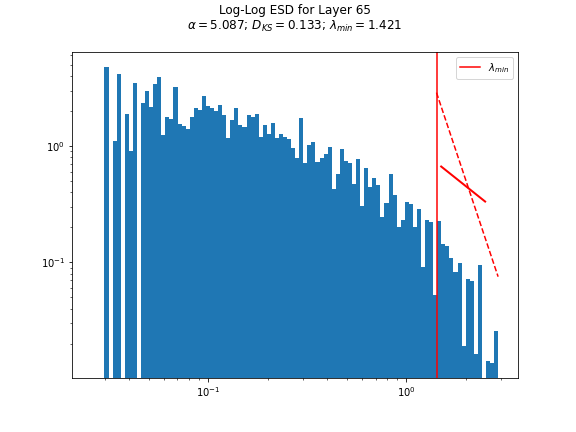 Log-Log ESD for Layer 65
α = 5.087; D_KS = 0.133; λ_min = 1.421
λ_min
10^0
10^−1
10^−1
10^0